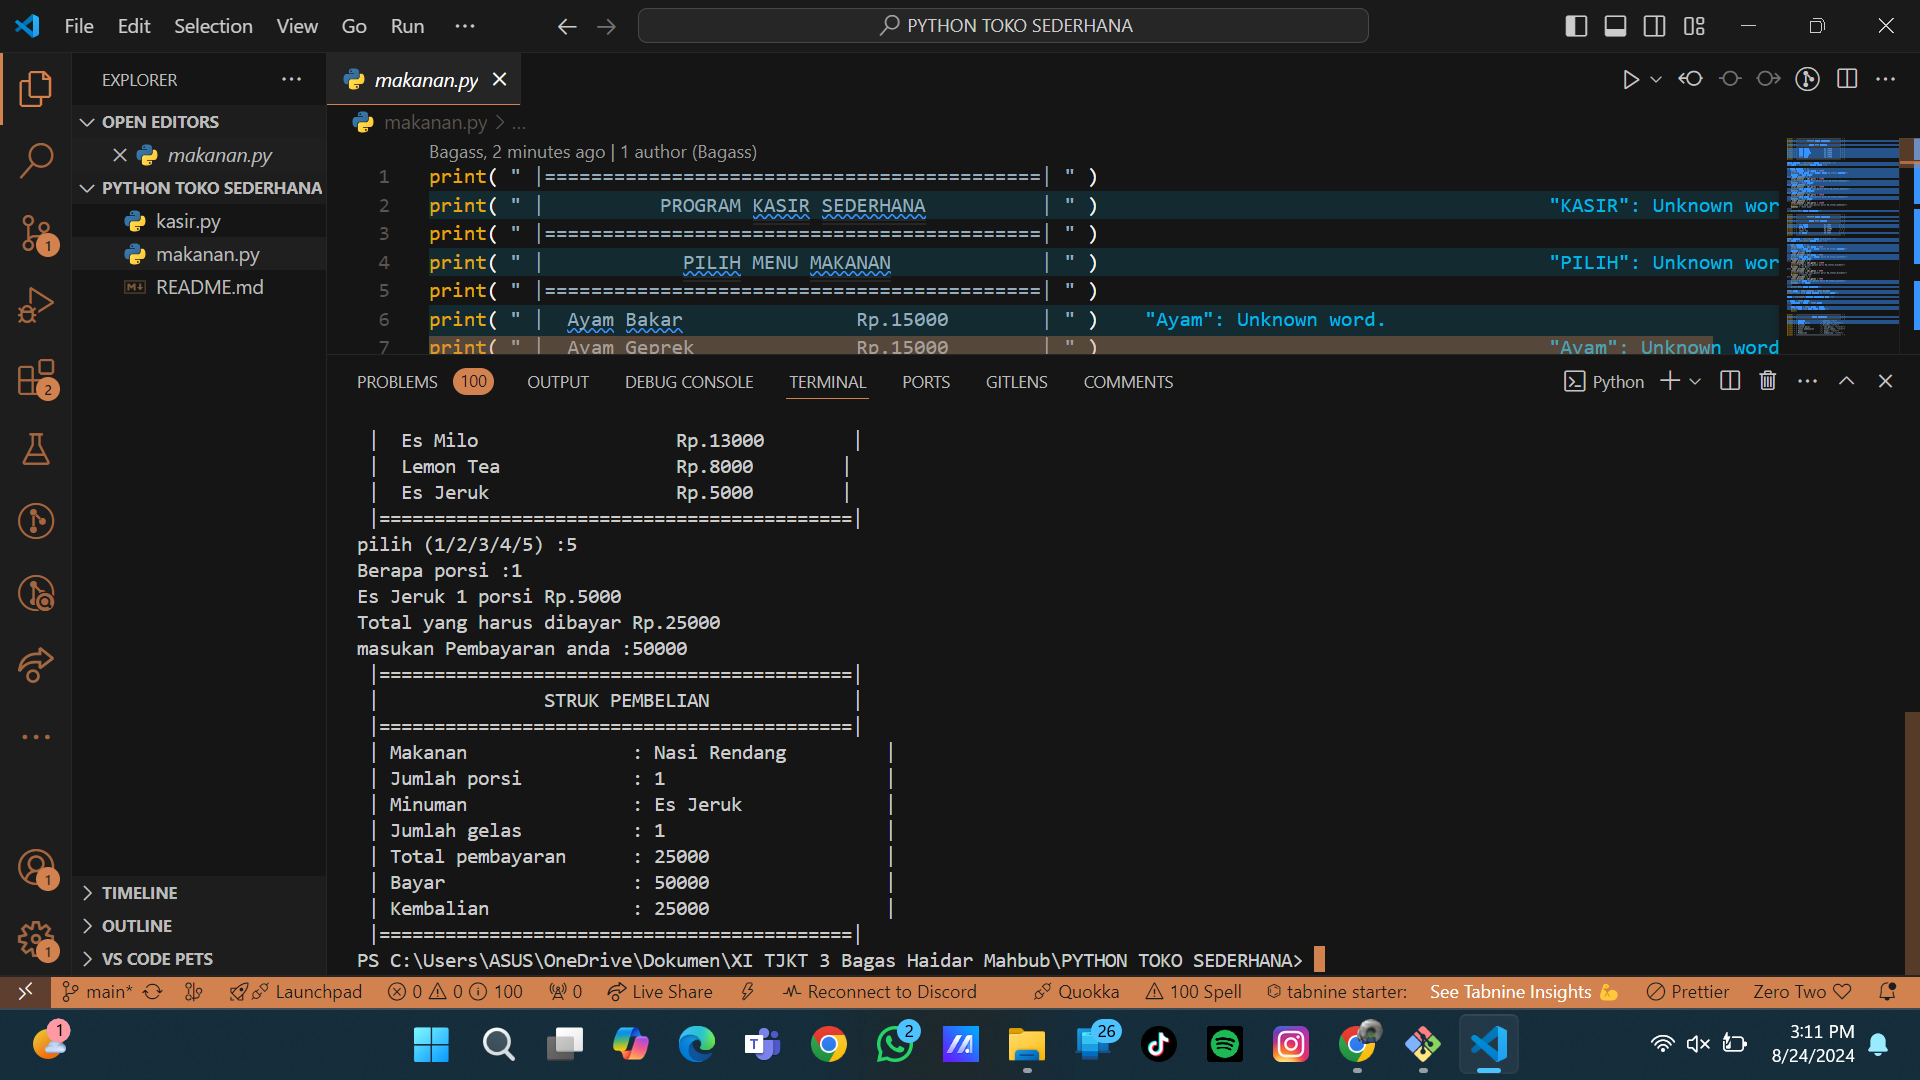 File Edit Selection View Go Run ···
PYTHON TOKO SEDERHANA
EXPLORER
OPEN EDITORS
makanan.py
PYTHON TOKO SEDERHANA
kasir.py
makanan.py
README.md
TIMELINE
OUTLINE
VS CODE PETS
1
2
1
1
makanan.py
makanan.py > ...
Bagass, 2 minutes ago | 1 author (Bagass)
1 print( " |===========================================| " )
2 print( " |          PROGRAM KASIR SEDERHANA          | " ) "KASIR": Unknown wor
3 print( " |===========================================| " )
4 print( " |            PILIH MENU MAKANAN             | " ) "PILIH": Unknown wor
5 print( " |===========================================| " )
6 print( " |  Ayam Bakar               Rp.15000        | " ) "Ayam": Unknown word.
7 print( " |  Ayam Geprek              Rp.15000        | " ) "Ayam": Unknown word
PROBLEMS 100 OUTPUT DEBUG CONSOLE TERMINAL PORTS GITLENS COMMENTS
Python
|  Es Milo                  Rp.13000        |
|  Lemon Tea                Rp.8000        |
|  Es Jeruk                 Rp.5000        |
|===========================================|
pilih (1/2/3/4/5) :5
Berapa porsi :1
Es Jeruk 1 porsi Rp.5000
Total yang harus dibayar Rp.25000
masukan Pembayaran anda :50000
|===========================================|
|               STRUK PEMBELIAN             |
|===========================================|
| Makanan               : Nasi Rendang         |
| Jumlah porsi          : 1                    |
| Minuman               : Es Jeruk             |
| Jumlah gelas          : 1                    |
| Total pembayaran      : 25000                |
| Bayar                 : 50000                |
| Kembalian             : 25000                |
|===========================================|
PS C:\Users\ASUS\OneDrive\Dokumen\XI TJKT 3 Bagas Haidar Mahbub\PYTHON TOKO SEDERHANA>
main* Launchpad 0 0 100 0 Live Share Reconnect to Discord Quokka 100 Spell tabnine starter: See Tabnine Insights Prettier Zero Two
1
2
26
3:11 PM
8/24/2024